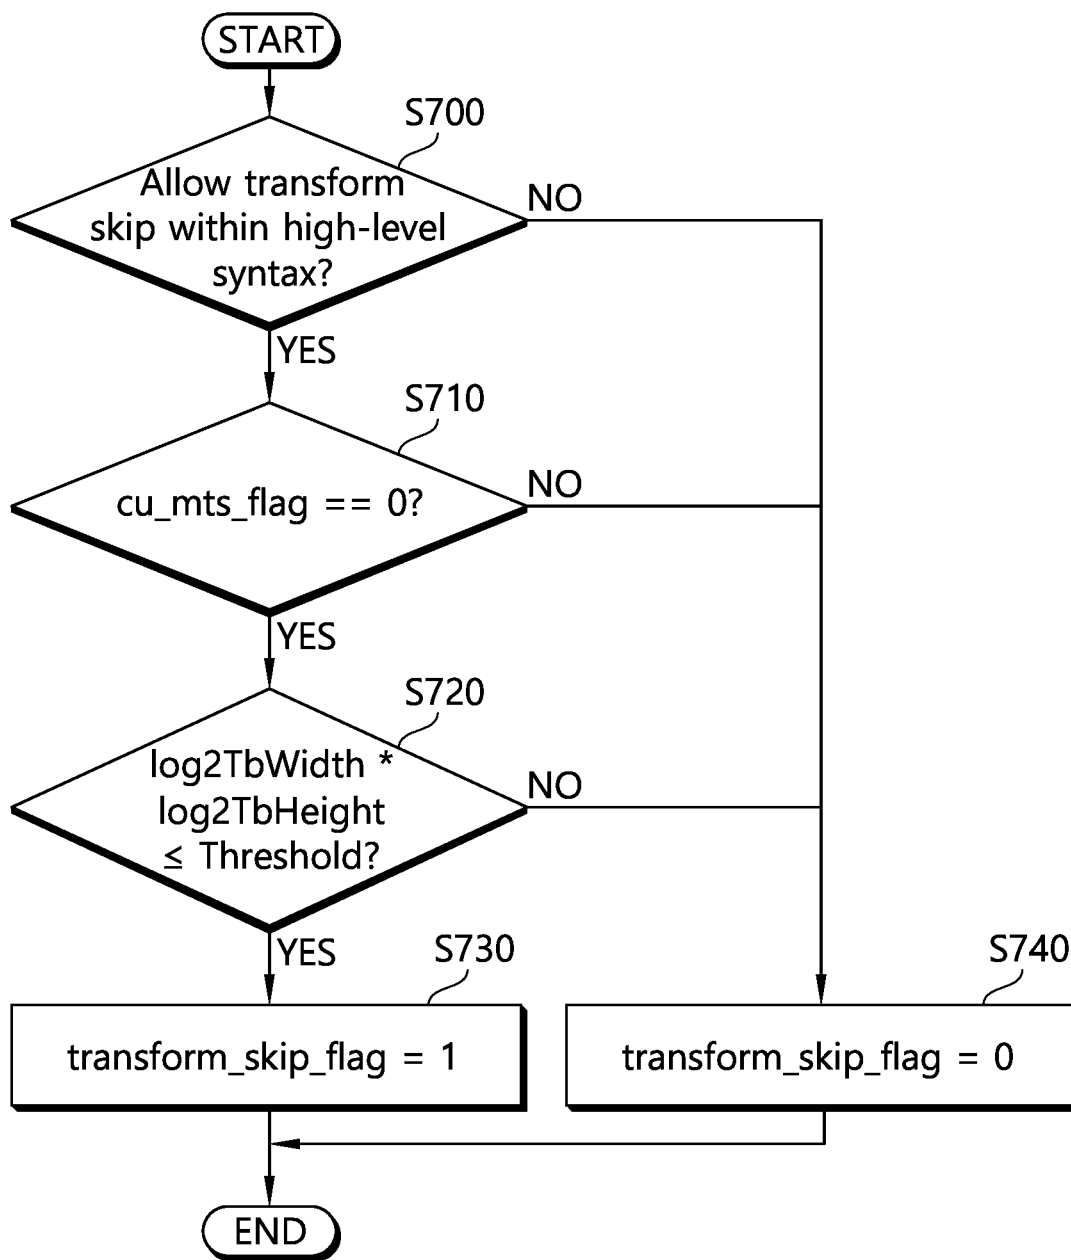 START
S700
Allow transform
skip within high-level
syntax?
NO
YES
S710
cu_mts_flag == 0?
NO
YES
S720
log2TbWidth *
log2TbHeight
≤ Threshold?
NO
YES
S730
transform_skip_flag = 1
S740
transform_skip_flag = 0
END